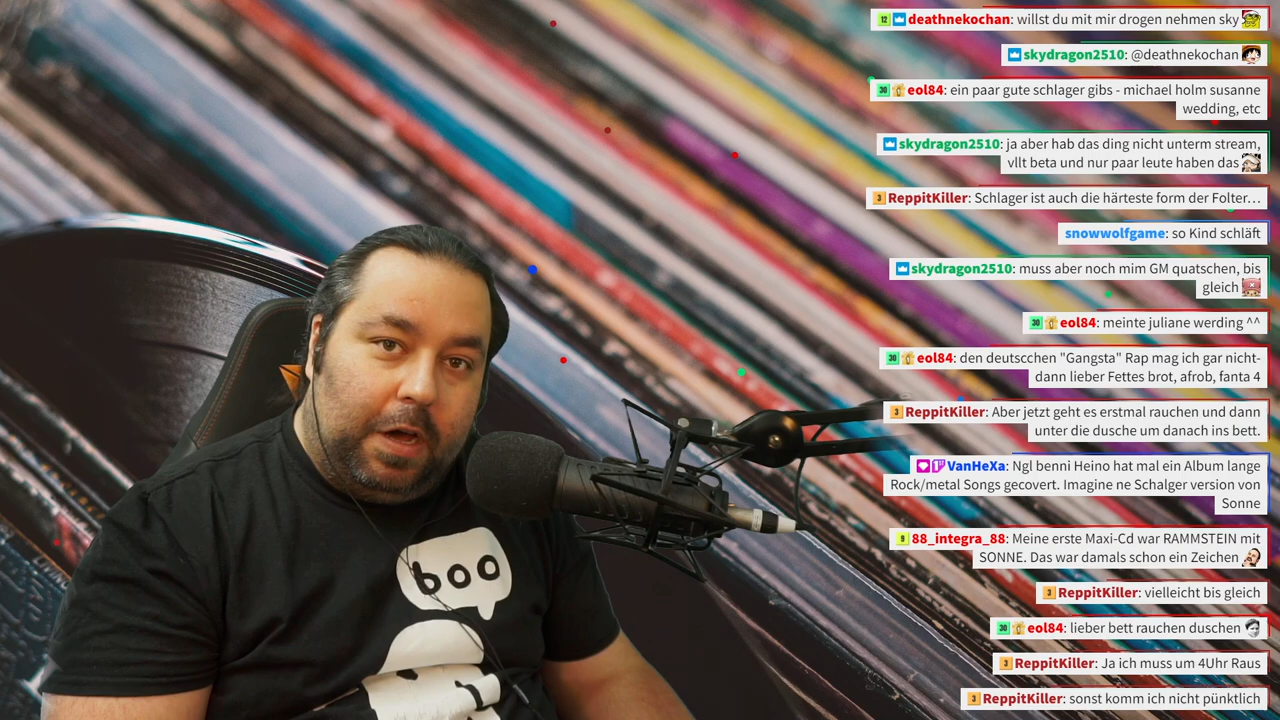 deathnekochan: willst du mit mir drogen nehmen sky
skydragon2510: @deathnekochan
eol84: ein paar gute schlager gibs - michael holm susanne
wedding, etc
skydragon2510: ja aber hab das ding nicht unterm stream,
vllt beta und nur paar leute haben das
ReppitKiller: Schlager ist auch die härteste form der Folter…
snowwolfgame: so Kind schläft
skydragon2510: muss aber noch mim GM quatschen, bis
gleich
eol84: meinte juliane werding ^^
eol84: den deutscchen "Gangsta" Rap mag ich gar nicht-
dann lieber Fettes brot, afrob, fanta 4
ReppitKiller: Aber jetzt geht es erstmal rauchen und dann
unter die dusche um danach ins bett.
VanHeXa: Ngl benni Heino hat mal ein Album lange
Rock/metal Songs gecovert. Imagine ne Schalger version von
Sonne
88_integra_88: Meine erste Maxi-Cd war RAMMSTEIN mit
SONNE. Das war damals schon ein Zeichen
ReppitKiller: vielleicht bis gleich
eol84: lieber bett rauchen duschen
ReppitKiller: Ja ich muss um 4Uhr Raus
ReppitKiller: sonst komm ich nicht pünktlich
boo